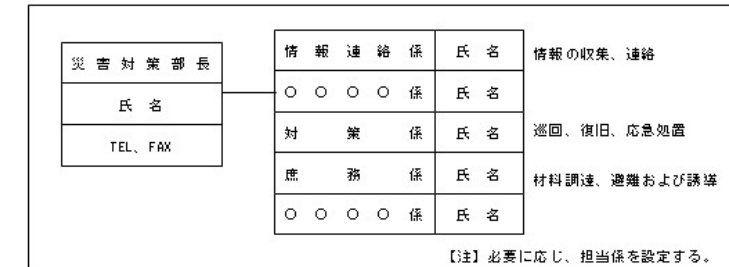 災害対策部長
氏名
TEL、FAX
情報連絡係 氏名 情報の収集、連絡
○○○○係 氏名
対策係 氏名 巡回、復旧、応急処置
庶務係 氏名 材料調達、避難および誘導
○○○○係 氏名
【注】必要に応じ、担当係を設定する。